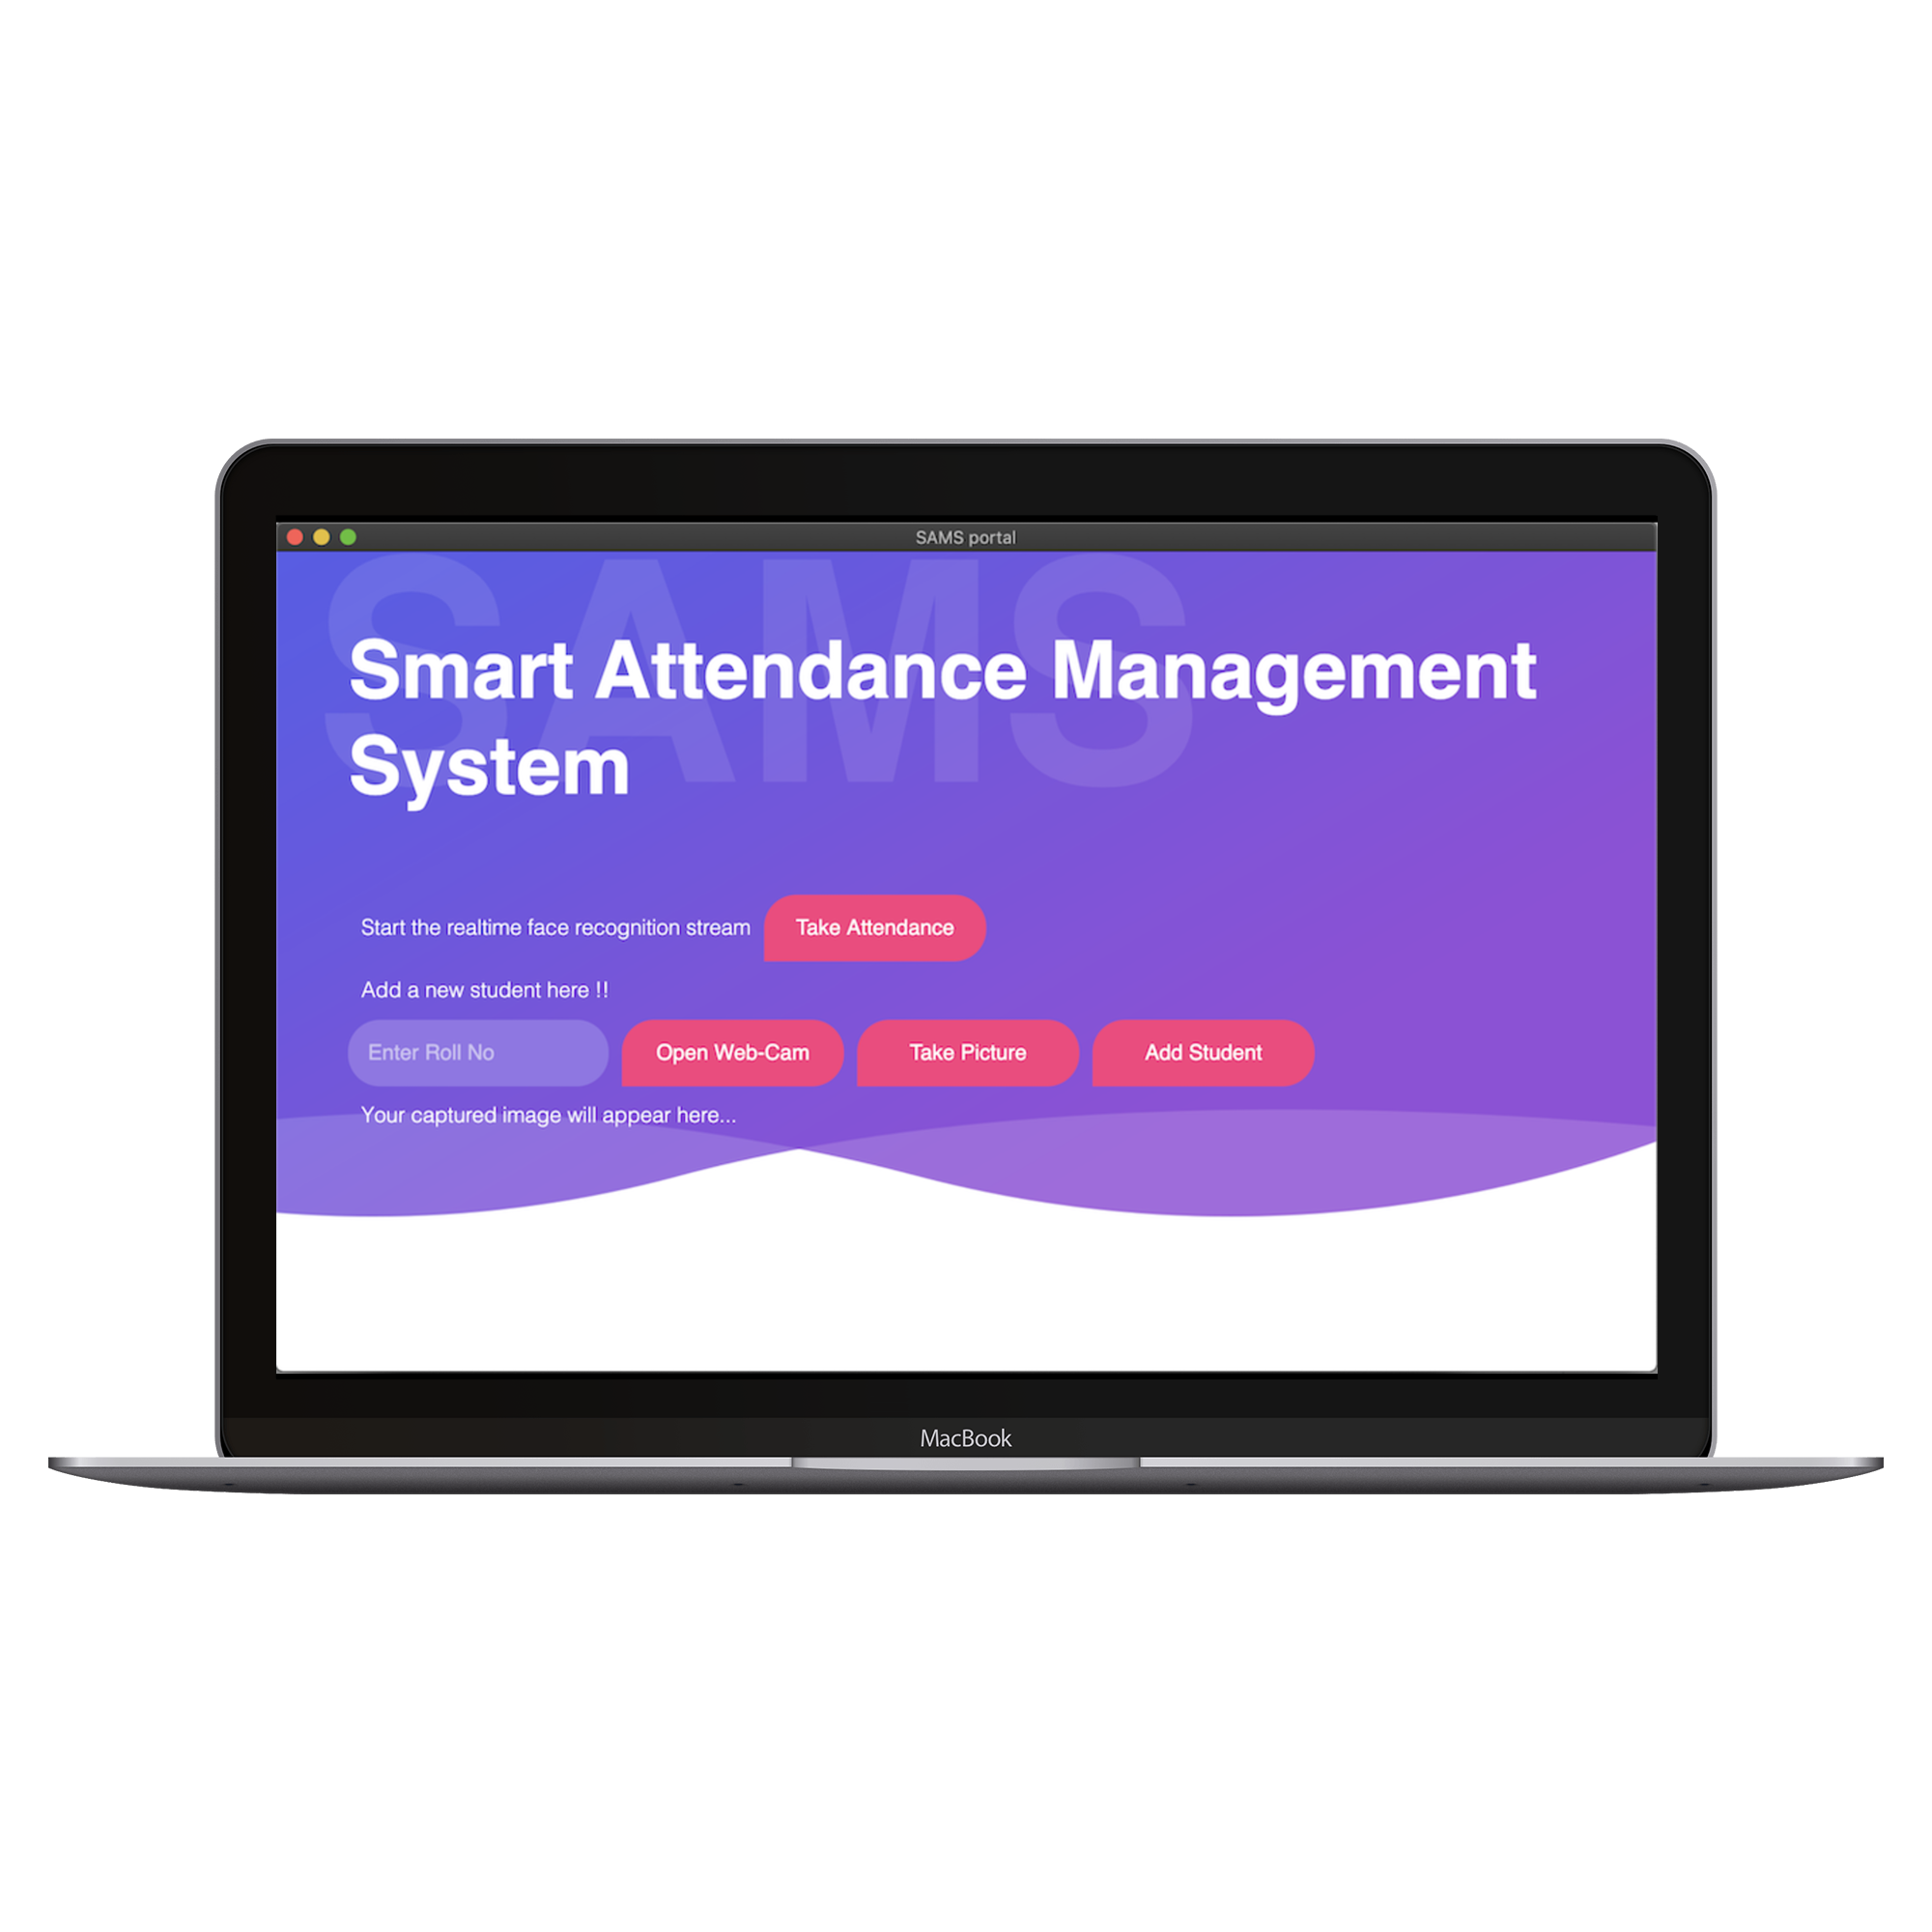 SAMS portal
SAMS
Smart Attendance Management
System
Start the realtime face recognition stream Take Attendance
Add a new student here !!
Enter Roll No Open Web-Cam Take Picture Add Student
Your captured image will appear here...
MacBook